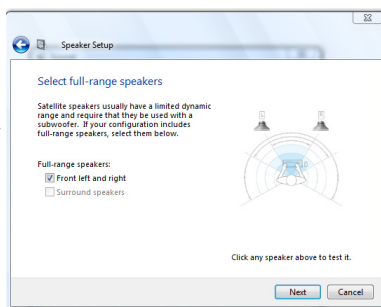 Speaker Setup
Select full-range speakers
Satellite speakers usually have a limited dynamic
range and require that they be used with a
subwoofer. If your configuration includes
full-range speakers, select them below.
Full-range speakers:
Front left and right
Surround speakers
L R
Click any speaker above to test it.
Next Cancel